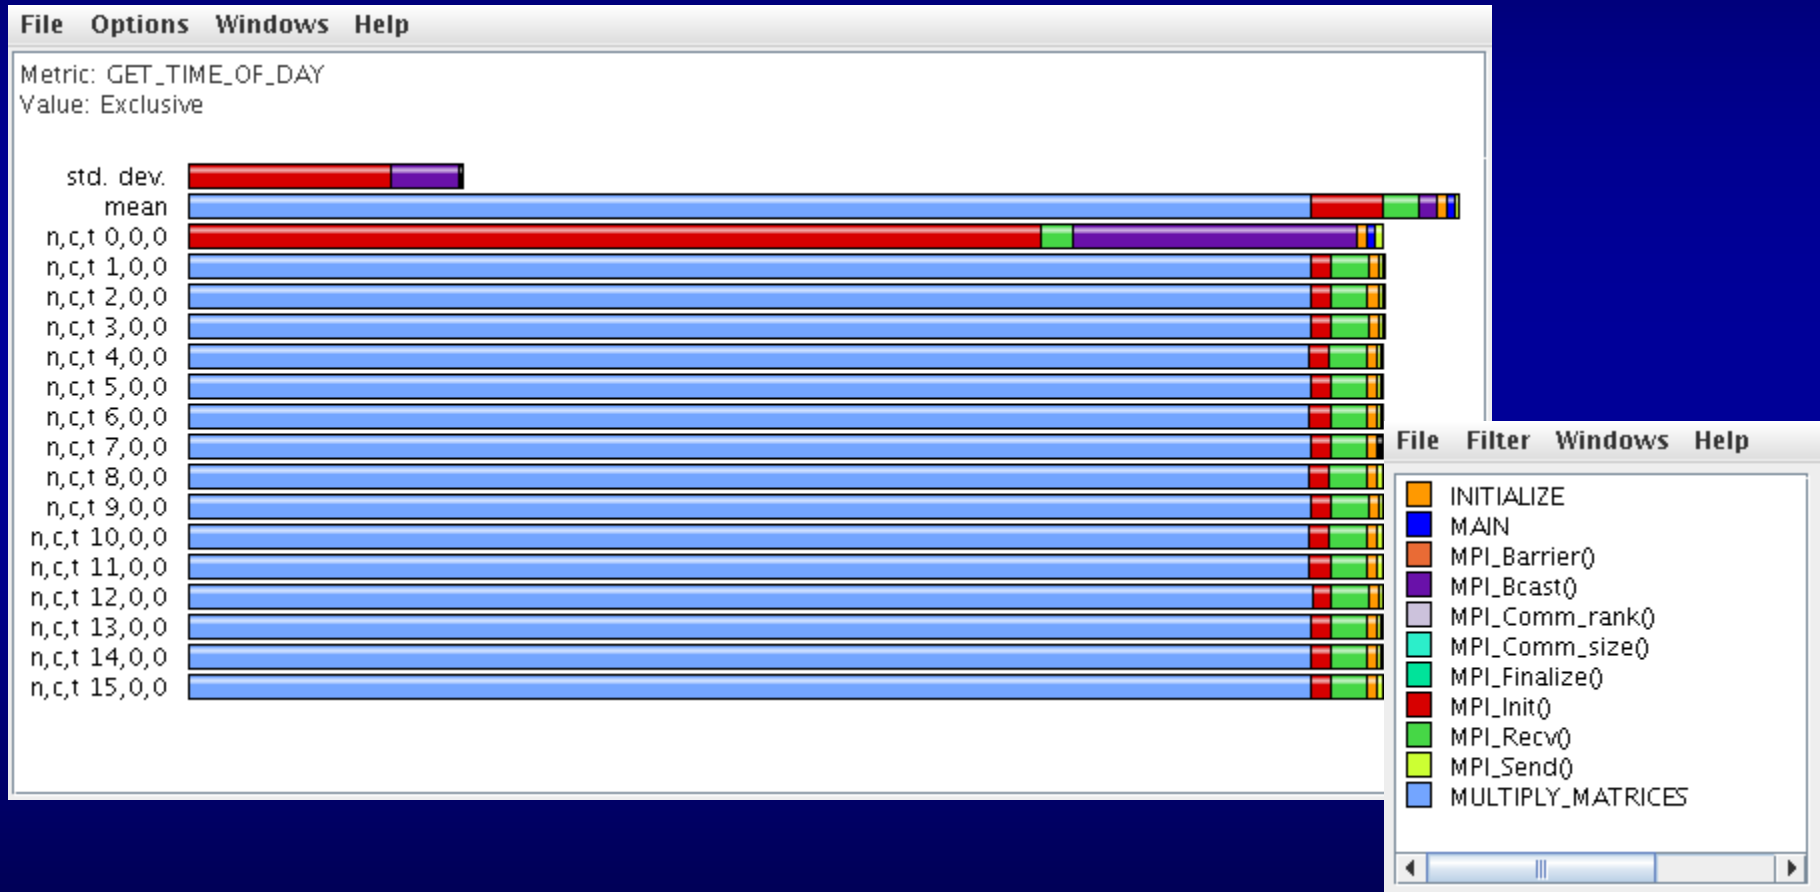 File Options Windows Help
Metric: GET_TIME_OF_DAY
Value: Exclusive
std. dev.
mean
n,c,t 0,0,0
n,c,t 1,0,0
n,c,t 2,0,0
n,c,t 3,0,0
n,c,t 4,0,0
n,c,t 5,0,0
n,c,t 6,0,0
n,c,t 7,0,0
n,c,t 8,0,0
n,c,t 9,0,0
n,c,t 10,0,0
n,c,t 11,0,0
n,c,t 12,0,0
n,c,t 13,0,0
n,c,t 14,0,0
n,c,t 15,0,0
File Filter Windows Help
INITIALIZE
MAIN
MPI_Barrier()
MPI_Bcast()
MPI_Comm_rank()
MPI_Comm_size()
MPI_Finalize()
MPI_Init()
MPI_Recv()
MPI_Send()
MULTIPLY_MATRICES